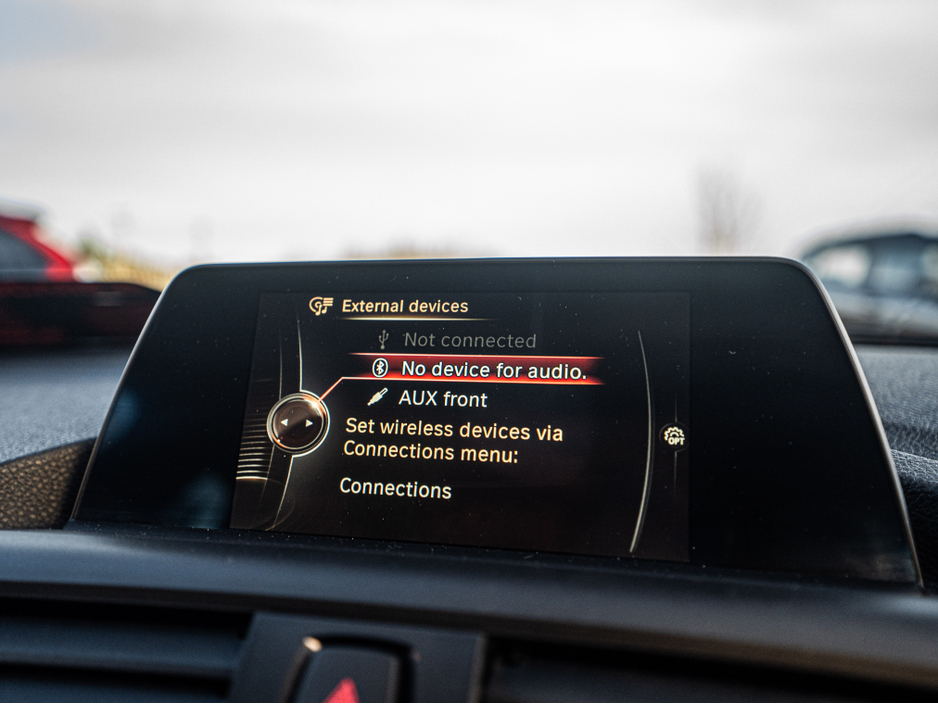 External devices
Not connected
No device for audio.
AUX front
Set wireless devices via
Connections menu:
Connections
OPT